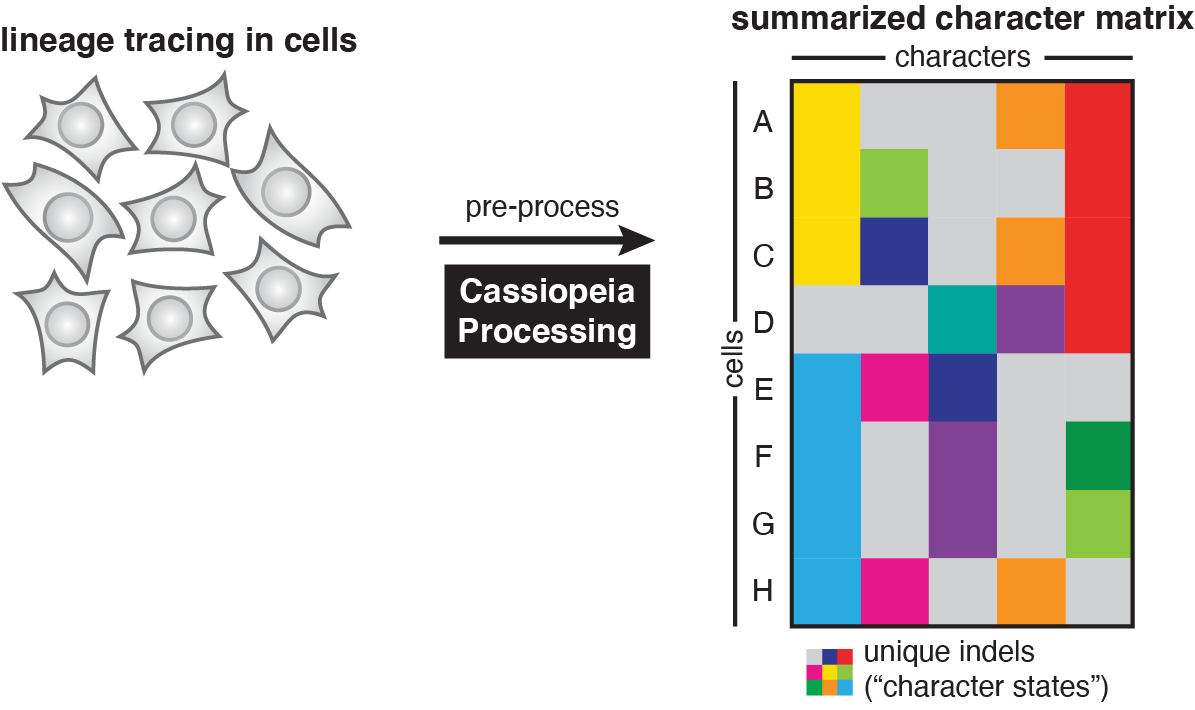 lineage tracing in cells
pre-process
Cassiopeia
Processing
summarized character matrix
characters
cells
A
B
C
D
E
F
G
H
unique indels
(“character states”)